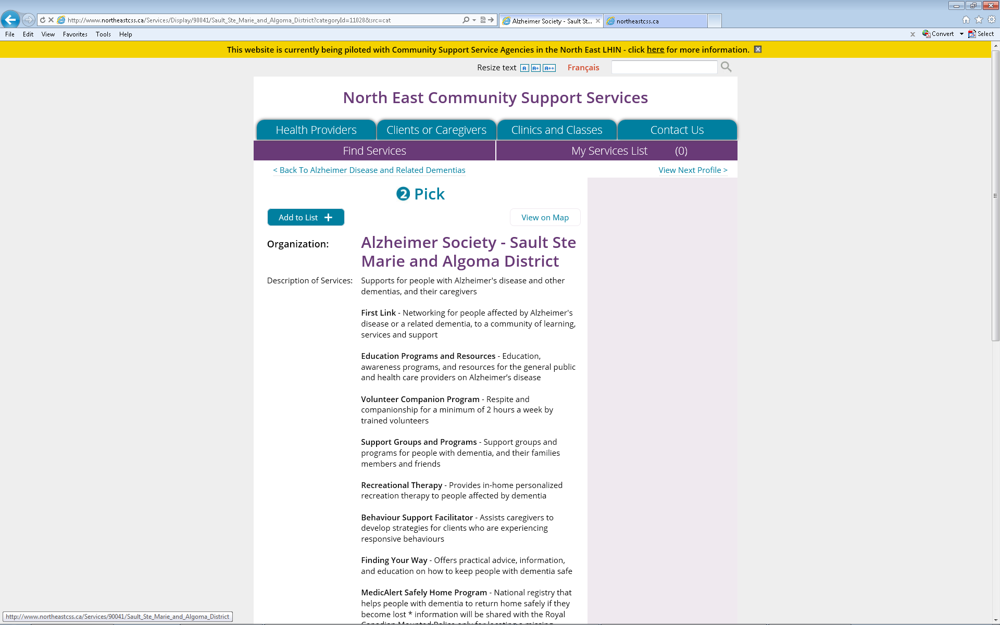 http://www.northeastcss.ca/Services/Display/90041/Sault_Ste_Marie_and_Algoma_District?categoryId=11028&src=cat
Alzheimer Society - Sault St...
northeastcss.ca
File Edit View Favorites Tools Help
Convert Select
This website is currently being piloted with Community Support Service Agencies in the North East LHIN - click here for more information.
Resize text A A+ A++ Français
North East Community Support Services
Health Providers Clients or Caregivers Clinics and Classes Contact Us
Find Services My Services List (0)
< Back To Alzheimer Disease and Related Dementias View Next Profile >
2 Pick
Add to List + View on Map
Organization: Alzheimer Society - Sault Ste
Marie and Algoma District
Description of Services: Supports for people with Alzheimer's disease and other
dementias, and their caregivers
First Link - Networking for people affected by Alzheimer's
disease or a related dementia, to a community of learning,
services and support
Education Programs and Resources - Education,
awareness programs, and resources for the general public
and health care providers on Alzheimer’s disease
Volunteer Companion Program - Respite and
companionship for a minimum of 2 hours a week by
trained volunteers
Support Groups and Programs - Support groups and
programs for people with dementia, and their families
members and friends
Recreational Therapy - Provides in-home personalized
recreation therapy to people affected by dementia
Behaviour Support Facilitator - Assists caregivers to
develop strategies for clients who are experiencing
responsive behaviours
Finding Your Way - Offers practical advice, information,
and education on how to keep people with dementia safe
MedicAlert Safely Home Program - National registry that
helps people with dementia to return home safely if they
become lost * information will be shared with the Royal
Canadian Mounted Police only for locating a missing
http://www.northeastcss.ca/Services/90041/Sault_Ste_Marie_and_Algoma_District